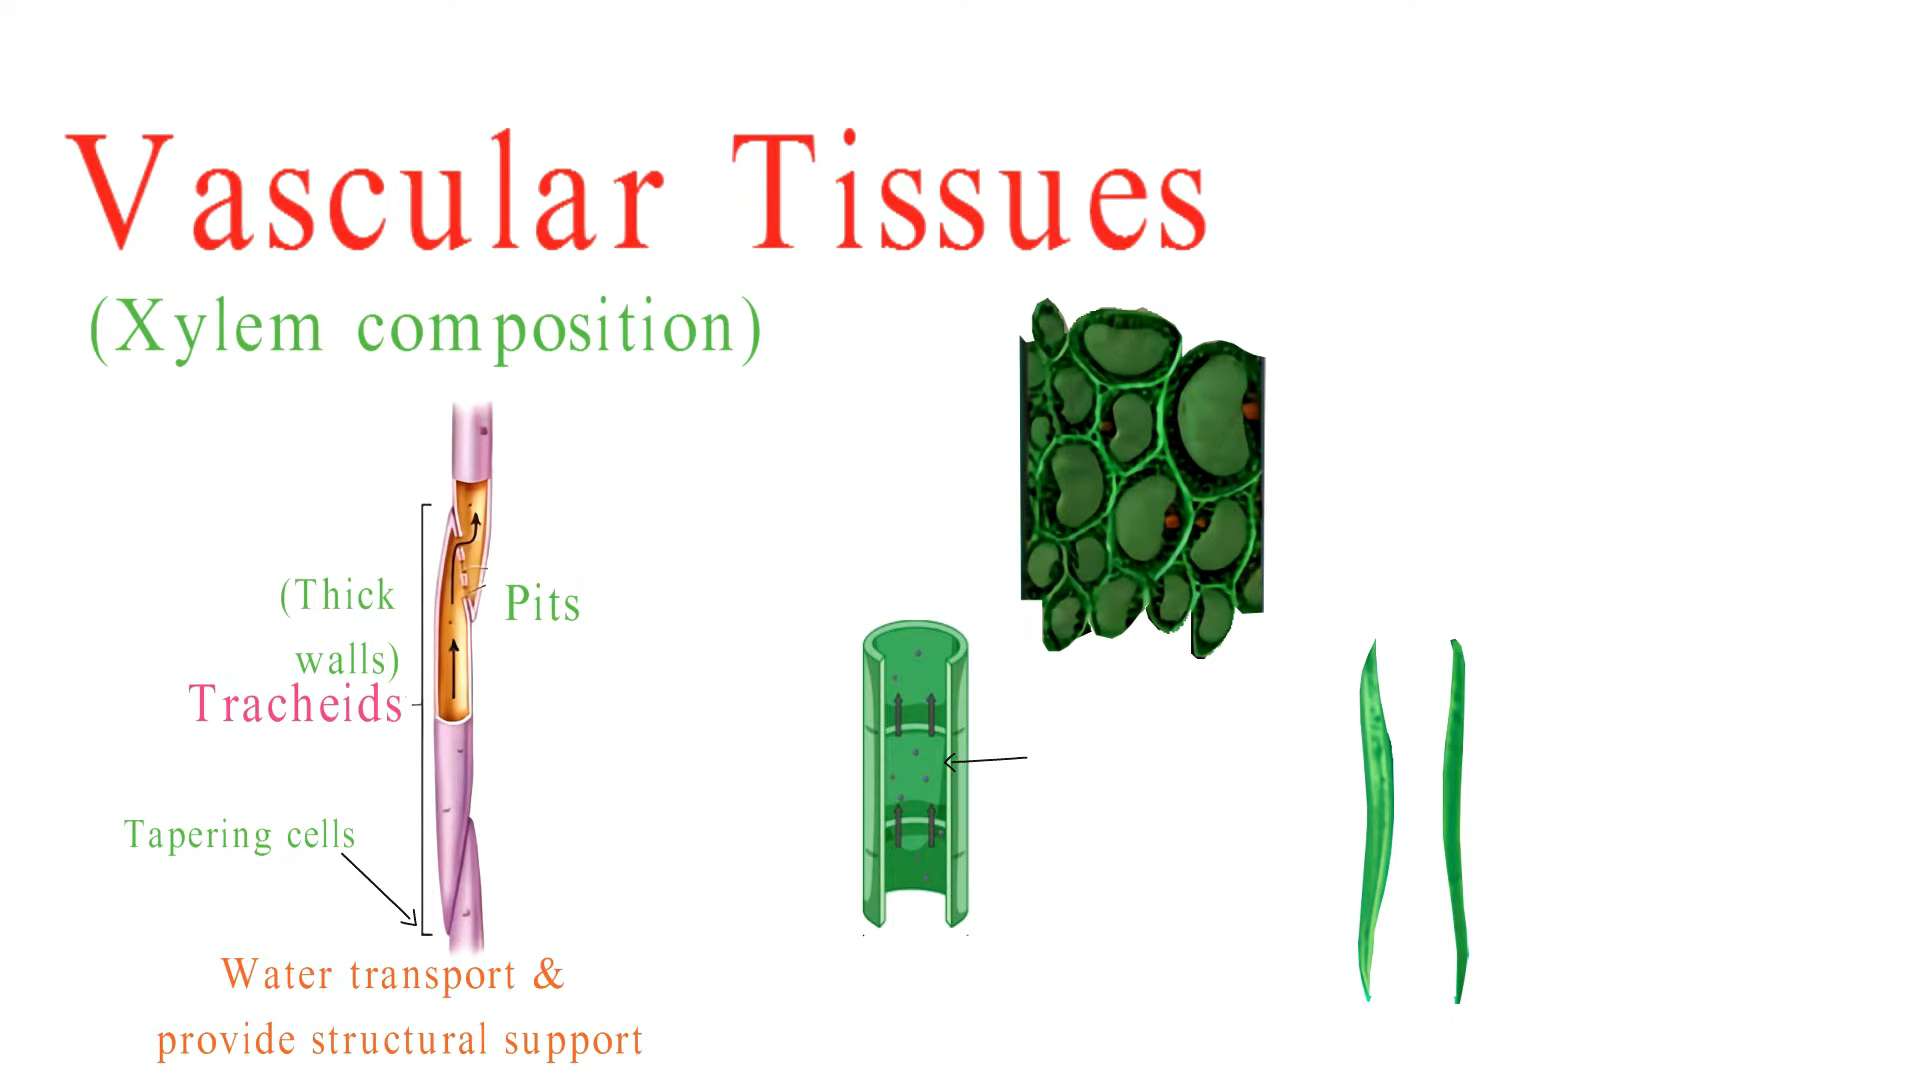 Vascular Tissues
(Xylem composition)
(Thick
walls)
Pits
Tracheids
Tapering cells
Water transport &
provide structural support